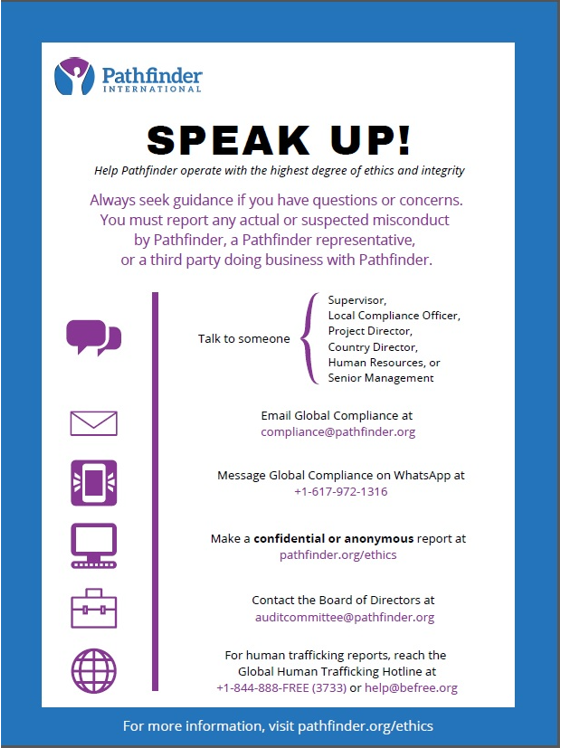 Pathfinder
INTERNATIONAL
SPEAK UP!
Help Pathfinder operate with the highest degree of ethics and integrity
Always seek guidance if you have questions or concerns.
You must report any actual or suspected misconduct
by Pathfinder, a Pathfinder representative,
or a third party doing business with Pathfinder.
Talk to someone
Supervisor,
Local Compliance Officer,
Project Director,
Country Director,
Human Resources, or
Senior Management
Email Global Compliance at
compliance@pathfinder.org
Message Global Compliance on WhatsApp at
+1-617-972-1316
Make a confidential or anonymous report at
pathfinder.org/ethics
Contact the Board of Directors at
auditcommittee@pathfinder.org
For human trafficking reports, reach the
Global Human Trafficking Hotline at
+1-844-888-FREE (3733) or help@befree.org
For more information, visit pathfinder.org/ethics